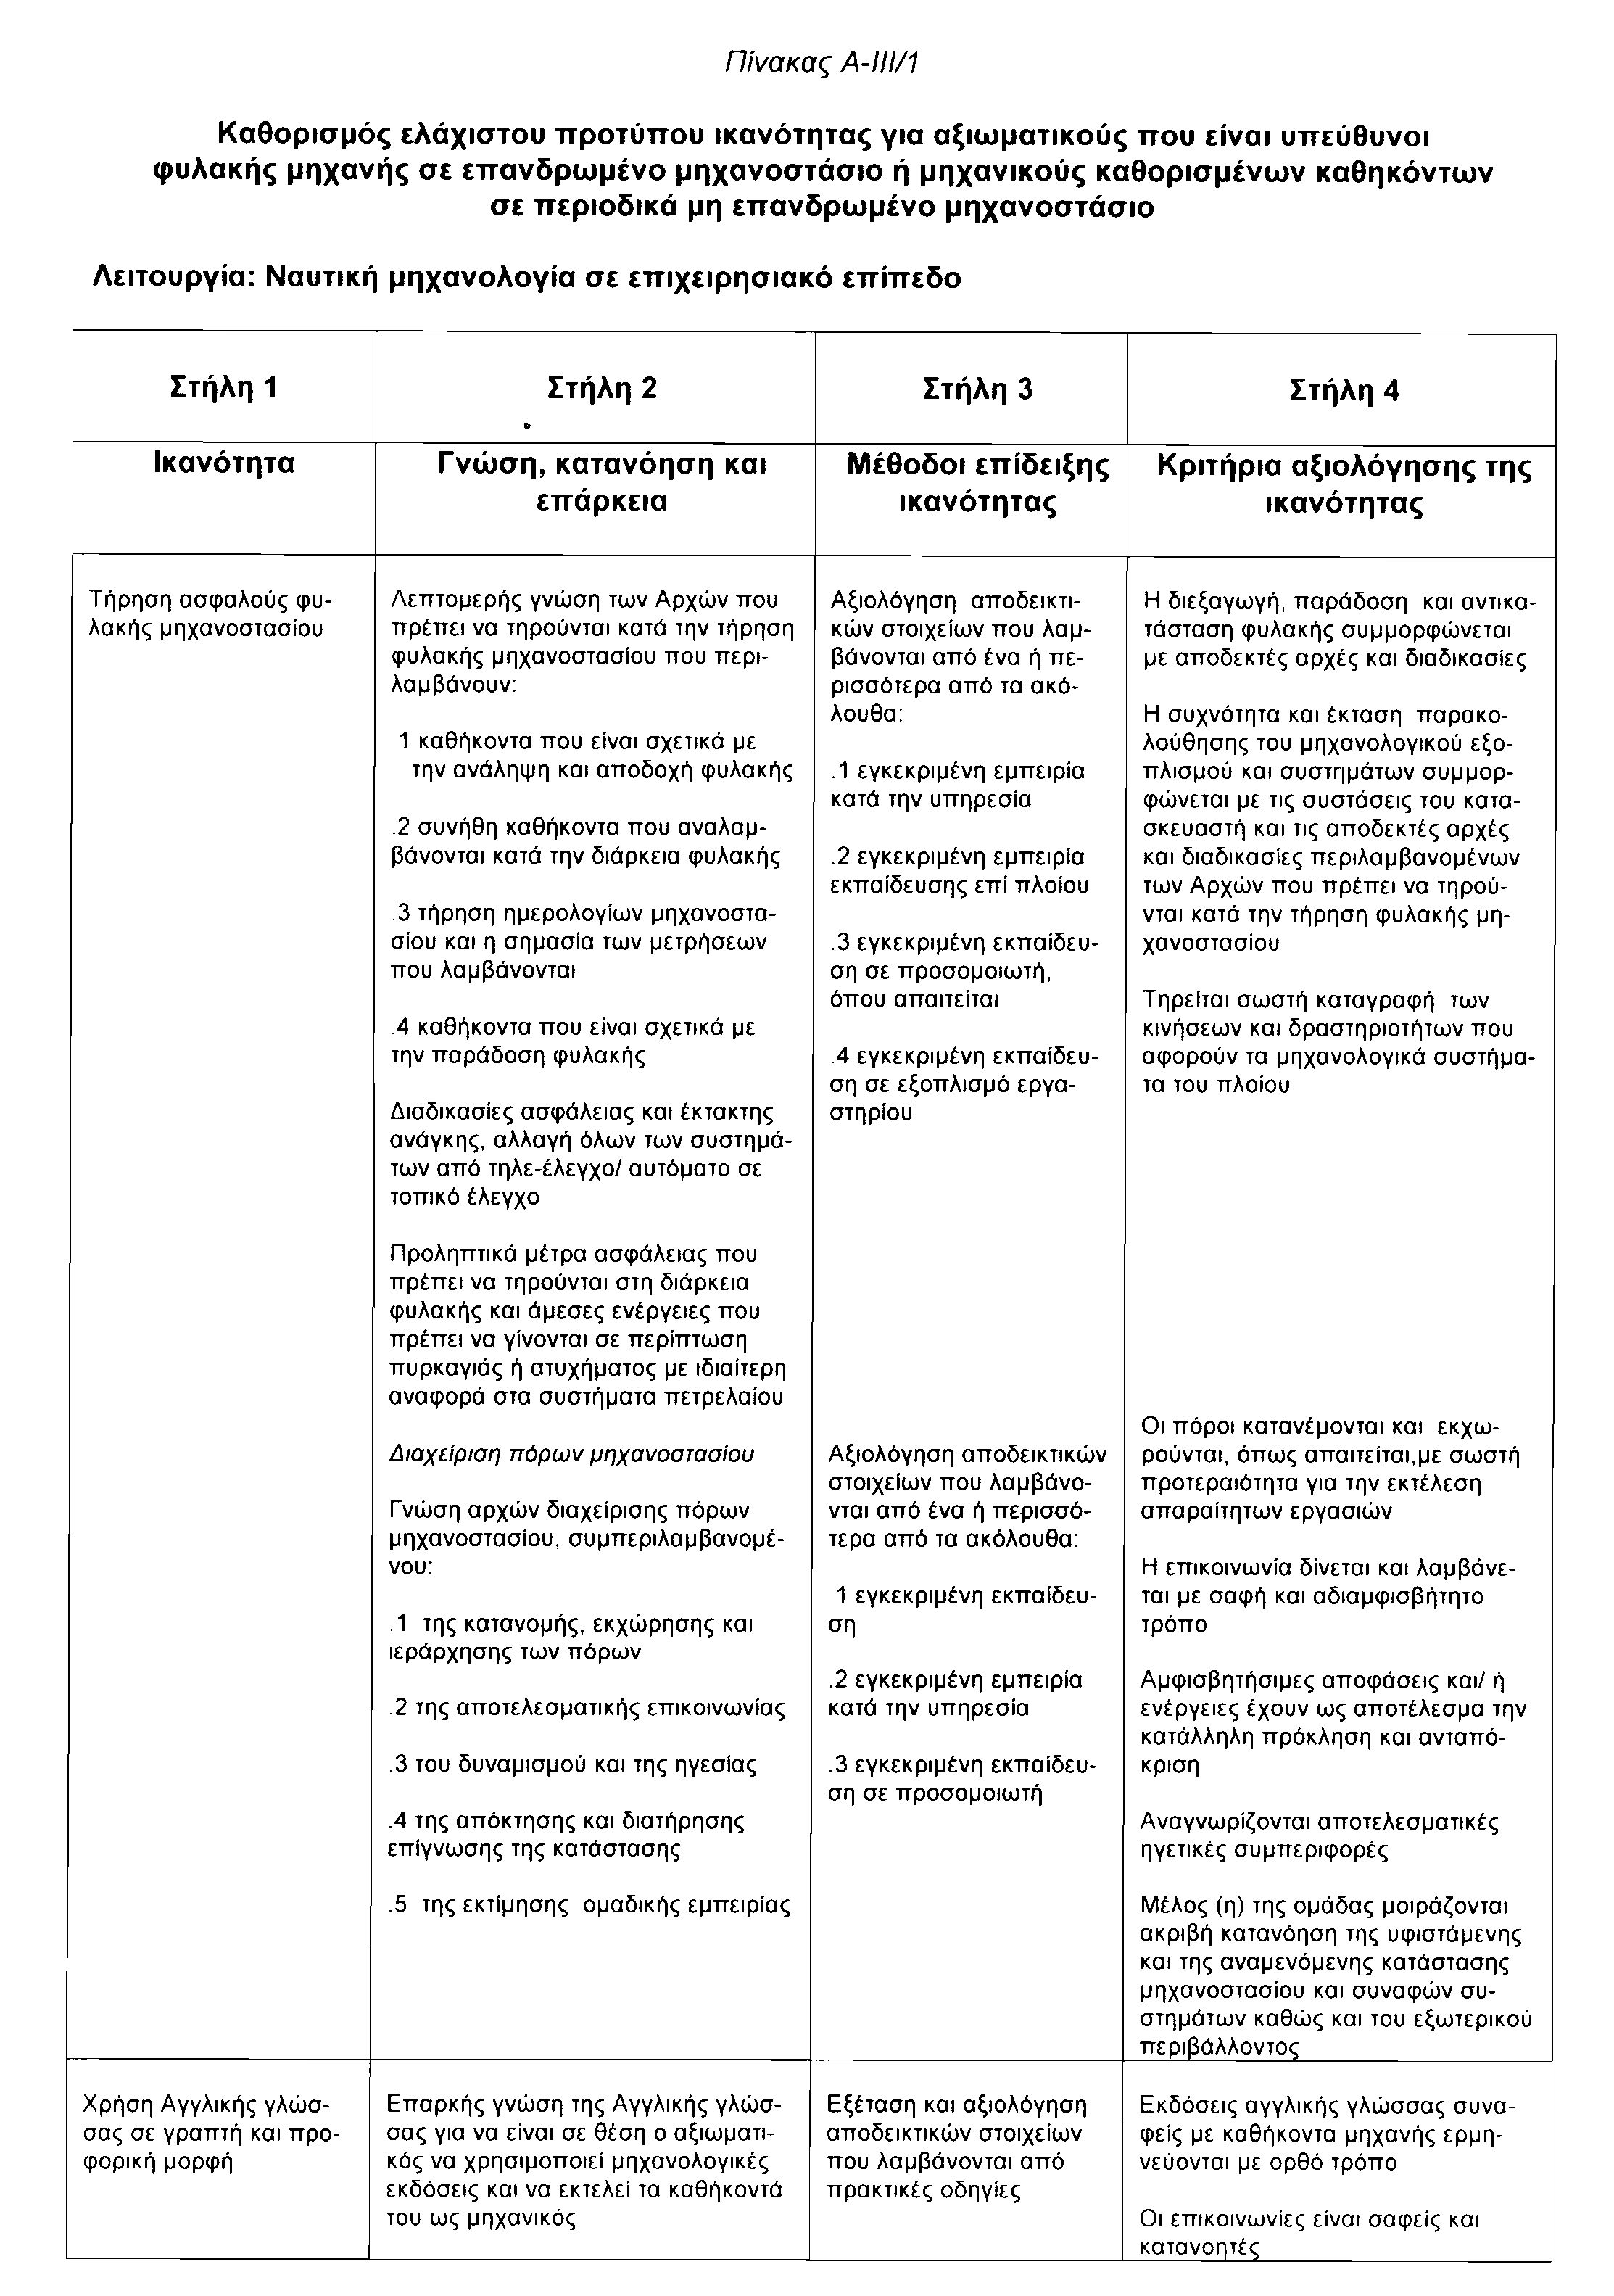 Πίνακας Α-ΙΙΙ/1
Καθορισμός ελάχιστου προτύπου ικανότητας για αξιωματικούς που είναι υπεύθυνοι
φυλακής μηχανής σε επανδρωμένο μηχανοστάσιο ή μηχανικούς καθορισμένων καθηκόντων
σε περιοδικά μη επανδρωμένο μηχανοστάσιο
Λειτουργία: Ναυτική μηχανολογία σε επιχειρησιακό επίπεδο
Στήλη 1
Στήλη 2
Στήλη 3
Στήλη 4
Ικανότητα
Γνώση, κατανόηση και
επάρκεια
Μέθοδοι επίδειξης
ικανότητας
Κριτήρια αξιολόγησης της
ικανότητας
Τήρηση ασφαλούς φυ-
λακής μηχανοστασίου
Λεπτομερής γνώση των Αρχών που
πρέπει να τηρούνται κατά την τήρηση
φυλακής μηχανοστασίου που περι-
λαμβάνουν:
1 καθήκοντα που είναι σχετικά με
την ανάληψη και αποδοχή φυλακής
.2 συνήθη καθήκοντα που αναλαμ-
βάνονται κατά την διάρκεια φυλακής
.3 τήρηση ημερολογίων μηχανοστα-
σίου και η σημασία των μετρήσεων
που λαμβάνονται
.4 καθήκοντα που είναι σχετικά με
την παράδοση φυλακής
Διαδικασίες ασφάλειας και έκτακτης
ανάγκης, αλλαγή όλων των συστημά-
των από τηλε-έλεγχο/ αυτόματο σε
τοπικό έλεγχο
Προληπτικά μέτρα ασφάλειας που
πρέπει να τηρούνται στη διάρκεια
φυλακής και άμεσες ενέργειες που
πρέπει να γίνονται σε περίπτωση
πυρκαγιάς ή ατυχήματος με ιδιαίτερη
αναφορά στα συστήματα πετρελαίου
Διαχείριση πόρων μηχανοστασίου
Γνώση αρχών διαχείρισης πόρων
μηχανοστασίου, συμπεριλαμβανομέ-
νου:
.1 της κατανομής, εκχώρησης και
ιεράρχησης των πόρων
.2 της αποτελεσματικής επικοινωνίας
.3 του δυναμισμού και της ηγεσίας
.4 της απόκτησης και διατήρησης
επίγνωσης της κατάστασης
.5 της εκτίμησης ομαδικής εμπειρίας
Αξιολόγηση αποδεικτι-
κών στοιχείων που λαμ-
βάνονται από ένα ή πε-
ρισσότερα από τα ακό-
λουθα:
.1 εγκεκριμένη εμπειρία
κατά την υπηρεσία
.2 εγκεκριμένη εμπειρία
εκπαίδευσης επί πλοίου
.3 εγκεκριμένη εκπαίδευ-
ση σε προσομοιωτή,
όπου απαιτείται
.4 εγκεκριμένη εκπαίδευ-
ση σε εξοπλισμό εργα-
στηρίου
Αξιολόγηση αποδεικτικών
στοιχείων που λαμβάνο-
νται από ένα ή περισσό-
τερα από τα ακόλουθα:
1 εγκεκριμένη εκπαίδευ-
ση
.2 εγκεκριμένη εμπειρία
κατά την υπηρεσία
.3 εγκεκριμένη εκπαίδευ-
ση σε προσομοιωτή
Η διεξαγωγή, παράδοση και αντικα-
τάσταση φυλακής συμμορφώνεται
με αποδεκτές αρχές και διαδικασίες
Η συχνότητα και έκταση παρακο-
λούθησης του μηχανολογικού εξο-
πλισμού και συστημάτων συμμορ-
φώνεται με τις συστάσεις του κατα-
σκευαστή και τις αποδεκτές αρχές
και διαδικασίες περιλαμβανομένων
των Αρχών που πρέπει να τηρού-
νται κατά την τήρηση φυλακής μη-
χανοστασίου
Τηρείται σωστή καταγραφή των
κινήσεων και δραστηριοτήτων που
αφορούν τα μηχανολογικά συστήμα-
τα του πλοίου
Οι πόροι κατανέμονται και εκχω-
ρούνται, όπως απαιτείται,με σωστή
προτεραιότητα για την εκτέλεση
απαραίτητων εργασιών
Η επικοινωνία δίνεται και λαμβάνε-
ται με σαφή και αδιαμφισβήτητο
τρόπο
Αμφισβητήσιμες αποφάσεις και/ ή
ενέργειες έχουν ως αποτέλεσμα την
κατάλληλη πρόκληση και ανταπό-
κριση
Αναγνωρίζονται αποτελεσματικές
ηγετικές συμπεριφορές
Μέλος (η) της ομάδας μοιράζονται
ακριβή κατανόηση της υφιστάμενης
και της αναμενόμενης κατάστασης
μηχανοστασίου και συναφών συ-
στημάτων καθώς και του εξωτερικού
περιβάλλοντος
Χρήση Αγγλικής γλώσ-
σας σε γραπτή και προ-
φορική μορφή
Επαρκής γνώση της Αγγλικής γλώσ-
σας για να είναι σε θέση ο αξιωματι-
κός να χρησιμοποιεί μηχανολογικές
εκδόσεις και να εκτελεί τα καθήκοντά
του ως μηχανικός
Εξέταση και αξιολόγηση
αποδεικτικών στοιχείων
που λαμβάνονται από
πρακτικές οδηγίες
Εκδόσεις αγγλικής γλώσσας συνα-
φείς με καθήκοντα μηχανής ερμη-
νεύονται με ορθό τρόπο
Οι επικοινωνίες είναι σαφείς και
κατανοητές